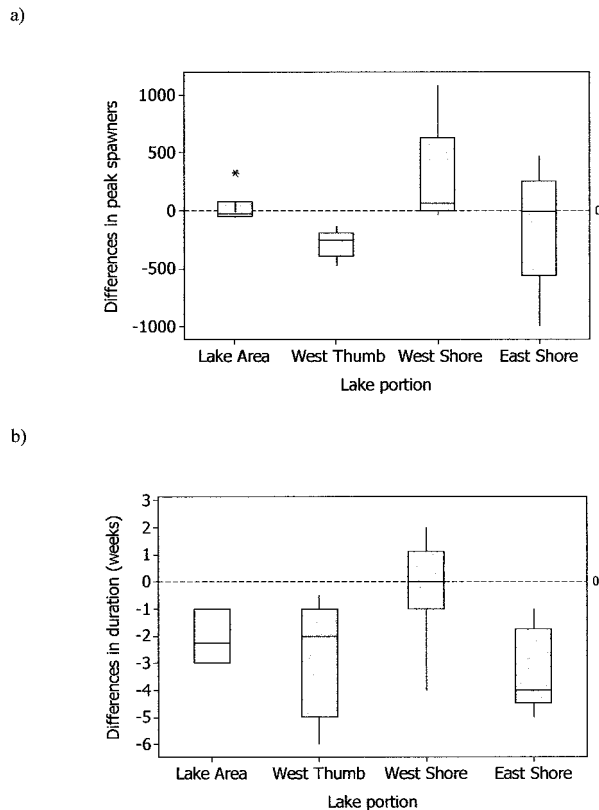 a)
Differences in peak spawners
1000
500
0
-500
-1000
0
Lake Area West Thumb West Shore East Shore
Lake portion
b)
Differences in duration (weeks)
3
2
1
0
-1
-2
-3
-4
-5
-6
0
Lake Area West Thumb West Shore East Shore
Lake portion